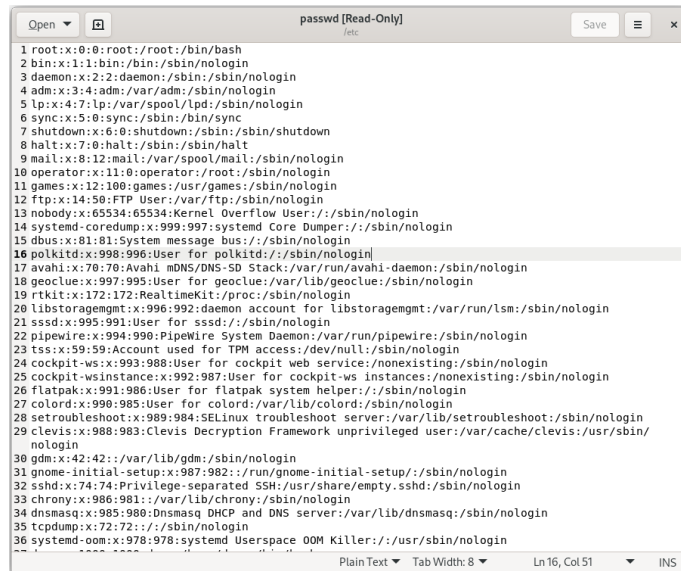 Open
passwd [Read-Only]
/etc
Save
1 root:x:0:0:root:/root:/bin/bash
2 bin:x:1:1:bin:/bin:/sbin/nologin
3 daemon:x:2:2:daemon:/sbin:/sbin/nologin
4 adm:x:3:4:adm:/var/adm:/sbin/nologin
5 lp:x:4:7:lp:/var/spool/lpd:/sbin/nologin
6 sync:x:5:0:sync:/sbin:/bin/sync
7 shutdown:x:6:0:shutdown:/sbin:/sbin/shutdown
8 halt:x:7:0:halt:/sbin:/sbin/halt
9 mail:x:8:12:mail:/var/spool/mail:/sbin/nologin
10 operator:x:11:0:operator:/root:/sbin/nologin
11 games:x:12:100:games:/usr/games:/sbin/nologin
12 ftp:x:14:50:FTP User:/var/ftp:/sbin/nologin
13 nobody:x:65534:65534:Kernel Overflow User:/:/sbin/nologin
14 systemd-coredump:x:999:997:systemd Core Dumper:/:/sbin/nologin
15 dbus:x:81:81:System message bus:/:/sbin/nologin
16 polkitd:x:998:996:User for polkitd:/:/sbin/nologin
17 avahi:x:70:70:Avahi mDNS/DNS-SD Stack:/var/run/avahi-daemon:/sbin/nologin
18 geoclue:x:997:995:User for geoclue:/var/lib/geoclue:/sbin/nologin
19 rtkit:x:172:172:RealtimeKit:/proc:/sbin/nologin
20 libstoragemgmt:x:996:992:daemon account for libstoragemgmt:/var/run/lsm:/sbin/nologin
21 sssd:x:995:991:User for sssd:/:/sbin/nologin
22 pipewire:x:994:990:PipeWire System Daemon:/var/run/pipewire:/sbin/nologin
23 tss:x:59:59:Account used for TPM access:/dev/null:/sbin/nologin
24 cockpit-ws:x:993:988:User for cockpit web service:/nonexisting:/sbin/nologin
25 cockpit-wsinstance:x:992:987:User for cockpit-ws instances:/nonexisting:/sbin/nologin
26 flatpak:x:991:986:User for flatpak system helper:/:/sbin/nologin
27 colord:x:990:985:User for colord:/var/lib/colord:/sbin/nologin
28 setroubleshoot:x:989:984:SELinux troubleshoot server:/var/lib/setroubleshoot:/sbin/nologin
29 clevis:x:988:983:Clevis Decryption Framework unprivileged user:/var/cache/clevis:/usr/sbin/
nologin
30 gdm:x:42:42::/var/lib/gdm:/sbin/nologin
31 gnome-initial-setup:x:987:982::/run/gnome-initial-setup/:/sbin/nologin
32 sshd:x:74:74:Privilege-separated SSH:/usr/share/empty.sshd:/sbin/nologin
33 chrony:x:986:981::/var/lib/chrony:/sbin/nologin
34 dnsmasq:x:985:980:Dnsmasq DHCP and DNS server:/var/lib/dnsmasq:/sbin/nologin
35 tcpdump:x:72:72::/:/sbin/nologin
36 systemd-oom:x:978:978:systemd Userspace OOM Killer:/:/usr/sbin/nologin
Plain Text
Tab Width: 8
Ln 16, Col 51
INS